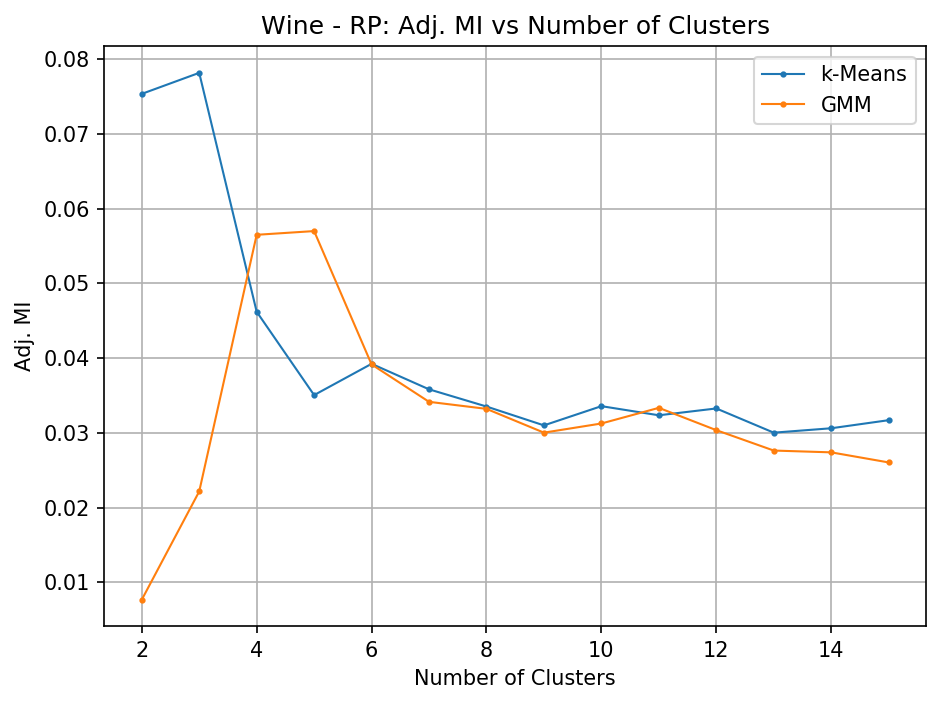 Wine - RP: Adj. MI vs Number of Clusters
k-Means
GMM
Adj. MI
0.08
0.07
0.06
0.05
0.04
0.03
0.02
0.01
2 4 6 8 10 12 14
Number of Clusters